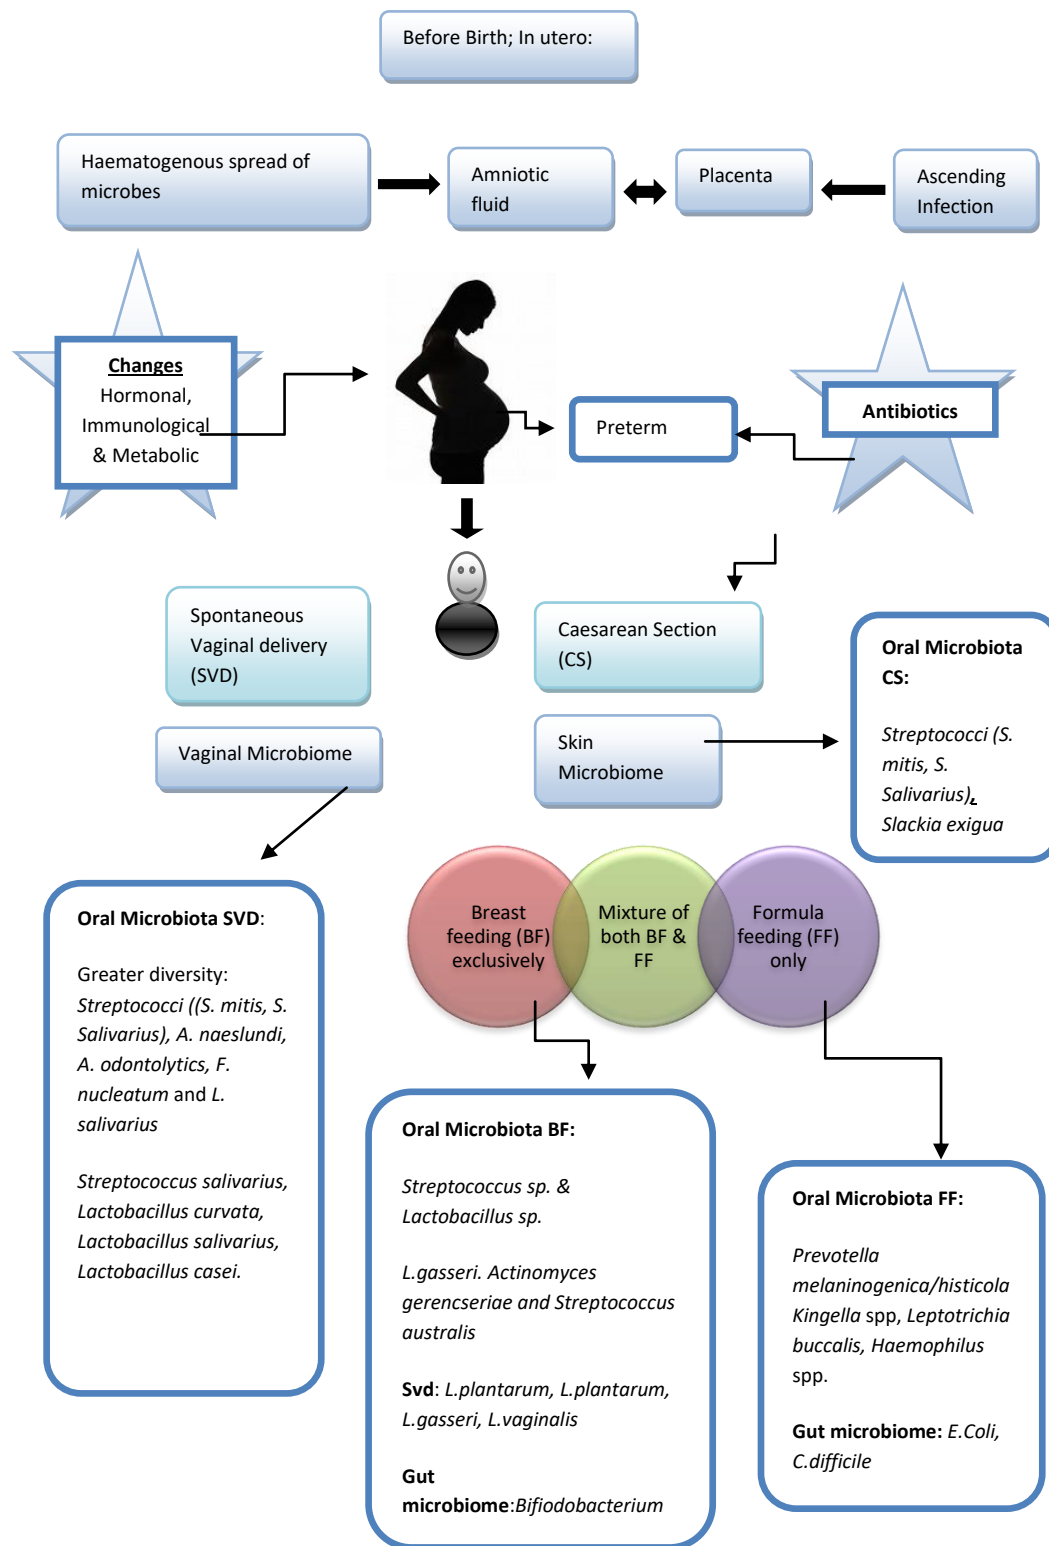 Before Birth; In utero:
Haematogenous spread of
microbes
Amniotic
fluid
Placenta
Ascending
Infection
Changes
Hormonal,
Immunological
& Metabolic
Preterm
Antibiotics
Spontaneous
Vaginal delivery
(SVD)
Caesarean Section
(CS)
Oral Microbiota
CS:
Streptococci (S.
mitis, S.
Salivarius),
Slackia exigua
Vaginal Microbiome
Skin
Microbiome
Breast
feeding (BF)
exclusively
Mixture of
both BF &
FF
Formula
feeding (FF)
only
Oral Microbiota SVD:
Greater diversity:
Streptococci ((S. mitis, S.
Salivarius), A. naeslundi,
A. odontolytics, F.
nucleatum and L.
salivarius
Streptococcus salivarius,
Lactobacillus curvata,
Lactobacillus salivarius,
Lactobacillus casei.
Oral Microbiota BF:
Streptococcus sp. &
Lactobacillus sp.
L.gasseri. Actinomyces
gerencseriae and Streptococcus
australis
Svd: L.plantarum, L.plantarum,
L.gasseri, L.vaginalis
Gut
microbiome:Bifiodobacterium
Oral Microbiota FF:
Prevotella
melaninogenica/histicola
Kingella spp, Leptotrichia
buccalis, Haemophilus
spp.
Gut microbiome: E.Coli,
C.difficile